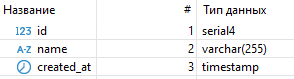 Название # Тип данных
123 id 1 serial4
A-Z name 2 varchar(255)
created_at 3 timestamp